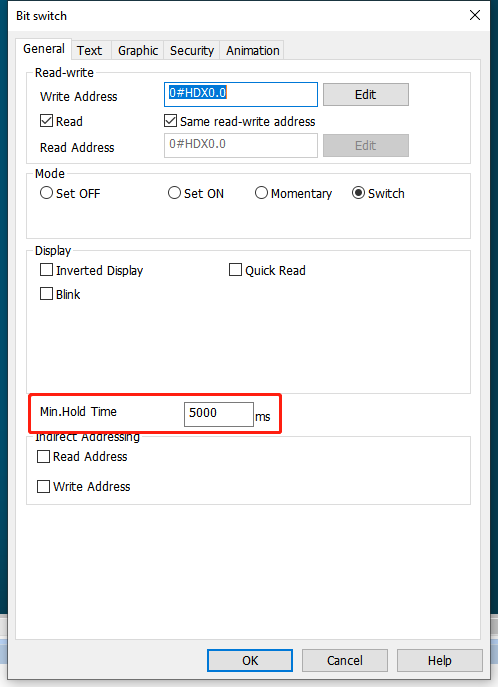 Bit switch
General Text Graphic Security Animation
Read-write
Write Address 0#HDX0.0 Edit
Read Same read-write address
Read Address 0#HDX0.0 Edit
Mode
Set OFF Set ON Momentary Switch
Display
Inverted Display Quick Read
Blink
Min.Hold Time 5000 ms
Indirect Addressing
Read Address
Write Address
OK Cancel Help